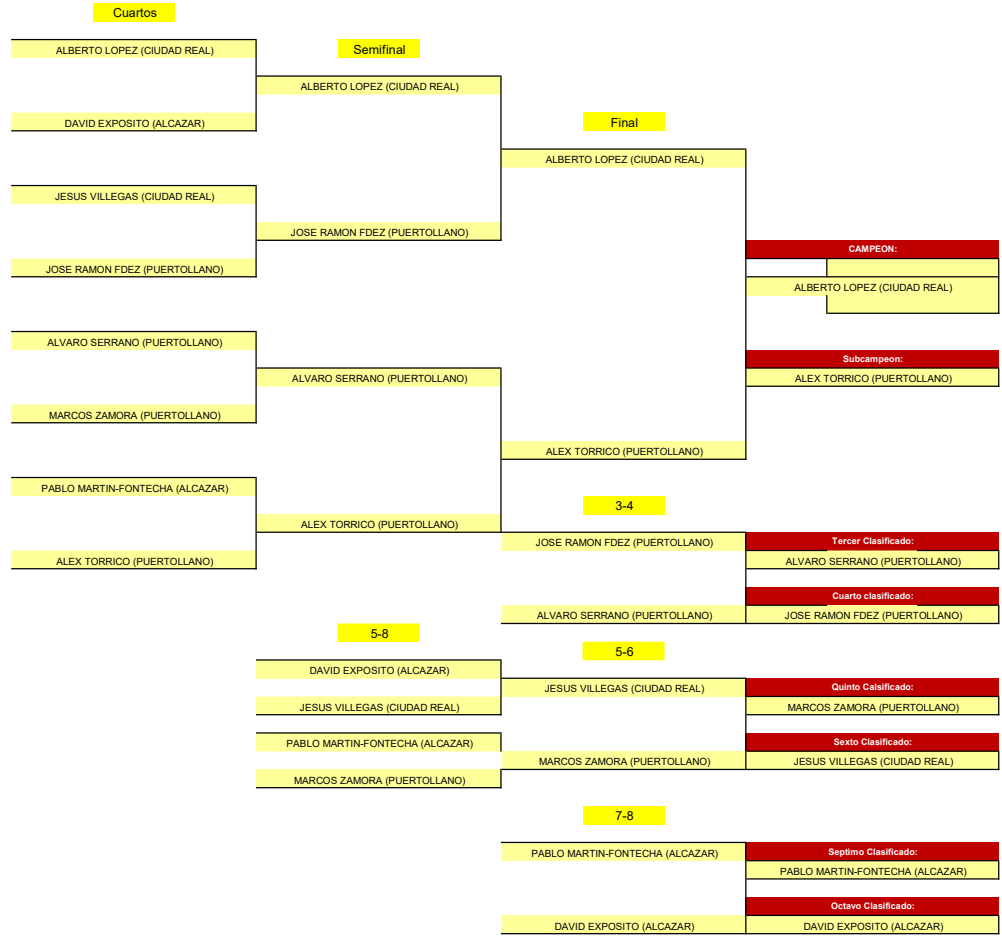 Cuartos
ALBERTO LOPEZ (CIUDAD REAL)
Semifinal
ALBERTO LOPEZ (CIUDAD REAL)
DAVID EXPOSITO (ALCAZAR)
Final
ALBERTO LOPEZ (CIUDAD REAL)
JESUS VILLEGAS (CIUDAD REAL)
JOSE RAMON FDEZ (PUERTOLLANO)
CAMPEON:
JOSE RAMON FDEZ (PUERTOLLANO)
ALBERTO LOPEZ (CIUDAD REAL)
ALVARO SERRANO (PUERTOLLANO)
Subcampeon:
ALVARO SERRANO (PUERTOLLANO)
ALEX TORRICO (PUERTOLLANO)
MARCOS ZAMORA (PUERTOLLANO)
ALEX TORRICO (PUERTOLLANO)
PABLO MARTIN-FONTECHA (ALCAZAR)
3-4
ALEX TORRICO (PUERTOLLANO)
JOSE RAMON FDEZ (PUERTOLLANO)
Tercer Clasificado:
ALEX TORRICO (PUERTOLLANO)
ALVARO SERRANO (PUERTOLLANO)
Cuarto clasificado:
ALVARO SERRANO (PUERTOLLANO)
JOSE RAMON FDEZ (PUERTOLLANO)
5-8
5-6
DAVID EXPOSITO (ALCAZAR)
JESUS VILLEGAS (CIUDAD REAL)
Quinto Calsificado:
JESUS VILLEGAS (CIUDAD REAL)
MARCOS ZAMORA (PUERTOLLANO)
PABLO MARTIN-FONTECHA (ALCAZAR)
Sexto Clasificado:
MARCOS ZAMORA (PUERTOLLANO)
JESUS VILLEGAS (CIUDAD REAL)
MARCOS ZAMORA (PUERTOLLANO)
7-8
PABLO MARTIN-FONTECHA (ALCAZAR)
Septimo Clasificado:
PABLO MARTIN-FONTECHA (ALCAZAR)
Octavo Clasificado:
DAVID EXPOSITO (ALCAZAR)
DAVID EXPOSITO (ALCAZAR)